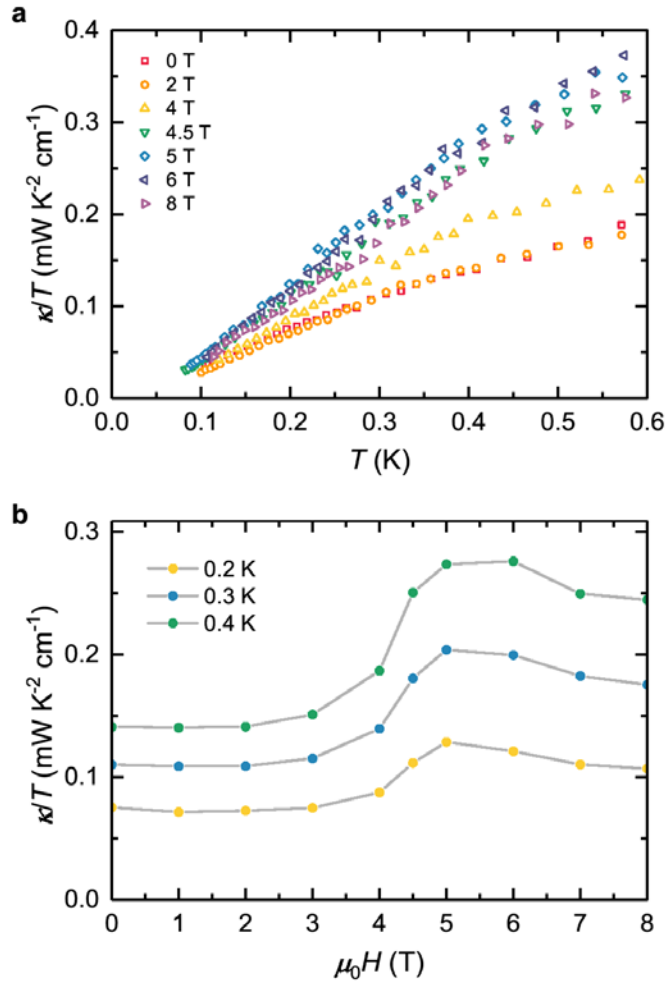 a
κ/T (mW K⁻² cm⁻¹)
0.4
0.3
0.2
0.1
0.0
0 T
2 T
4 T
4.5 T
5 T
6 T
8 T
0.0 0.1 0.2 0.3 0.4 0.5 0.6
T (K)
b
κ/T (mW K⁻² cm⁻¹)
0.3
0.2
0.1
0.0
0.2 K
0.3 K
0.4 K
0 1 2 3 4 5 6 7 8
μ₀H (T)